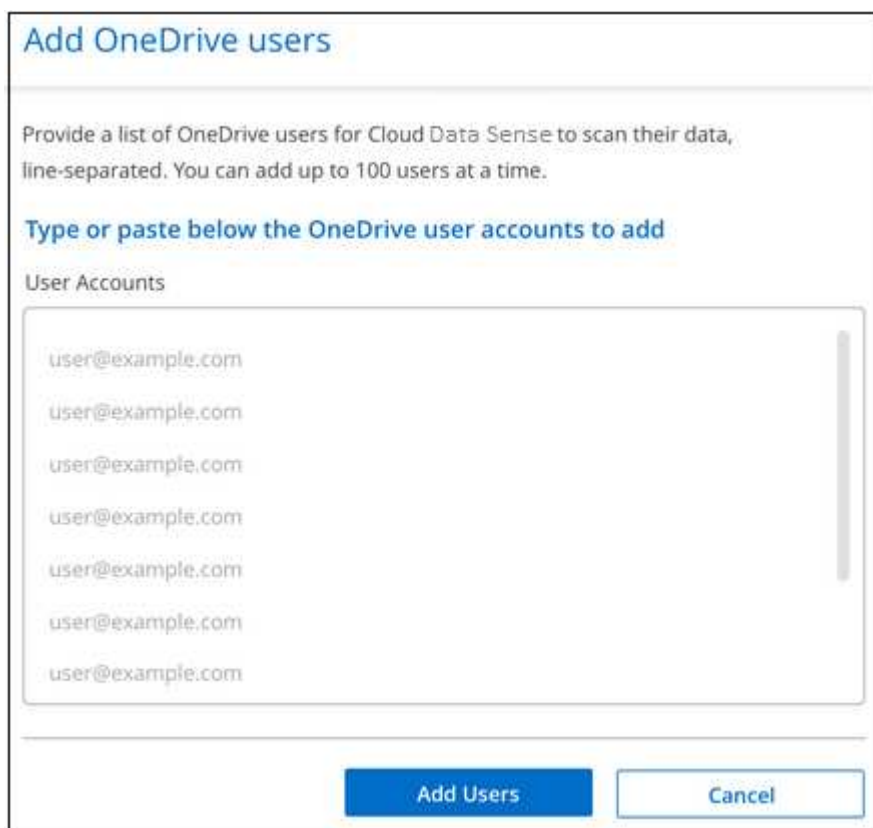 Add OneDrive users
Provide a list of OneDrive users for Cloud Data Sense to scan their data,
line-separated. You can add up to 100 users at a time.
Type or paste below the OneDrive user accounts to add
User Accounts
user@example.com
user@example.com
user@example.com
user@example.com
user@example.com
user@example.com
user@example.com
Add Users
Cancel